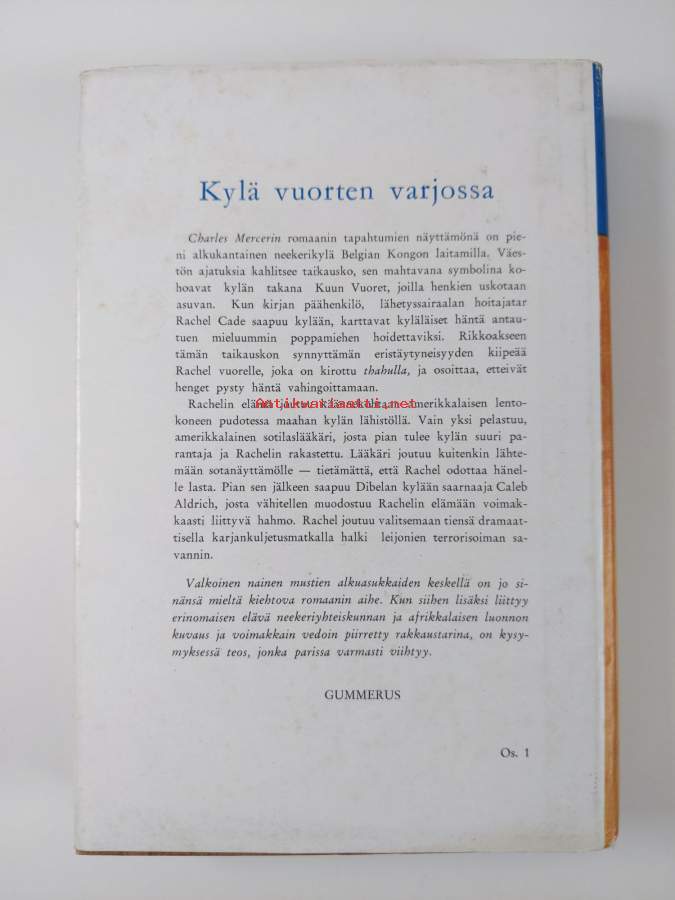 Kylä vuorten varjossa
Charles Mercerin romaanin tapahtumien näyttämönä on pie-
ni alkukantainen neekerikylä Belgian Kongon laitamilla. Väes-
tön ajatuksia kahlitsee taikausko, sen mahtavana symbolina ko-
hoavat kylän takana Kuun Vuoret, joilla henkien uskotaan
asuvan. Kun kirjan päähenkilö, lähetyssairaalan hoitajatar
Rachel Cade saapuu kylään, karttavat kyläläiset häntä antau-
tuen mieluummin poppamiehen hoidettaviksi. Rikkoakseen
tämän taikauskon synnyttämän eristäytyneisyyden kiipeää
Rachel vuorelle, joka on kirottu thahulla, ja osoittaa, etteivät
henget pysty häntä vahingoittamaan.
Rachelin elämä joutuu amerikkalaisen lento-
Antikvariaatti.net
koneen pudotessa maahan kylän lähistöllä. Vain yksi pelastuu,
amerikkalainen sotilaslääkäri, josta pian tulee kylän suuri pa-
rantaja ja Rachelin rakastettu. Lääkäri joutuu kuitenkin lähte-
mään sotanäyttämölle — tietämättä, että Rachel odottaa hänel-
le lasta. Pian sen jälkeen saapuu Dibelan kylään saarnaaja Caleb
Aldrich, josta vähitellen muodostuu Rachelin elämään voimak-
kaasti liittyvä hahmo. Rachel joutuu valitsemaan tiensä dramaat-
tisella karjankuljetusmatkalla halki leijonien terrorisoiman sa-
vannin.
Valkoinen nainen mustien alkuasukkaiden keskellä on jo si-
nänsä mieltä kiehtova romaanin aihe. Kun siihen lisäksi liittyy
erinomaisen elävä neekeriyhteiskunnan ja afrikkalaisen luonnon
kuvaus ja voimakkain vedoin piirretty rakkaustarina, on kysy-
myksessä teos, jonka parissa varmasti viihtyy.
GUMMERUS
Os. 1